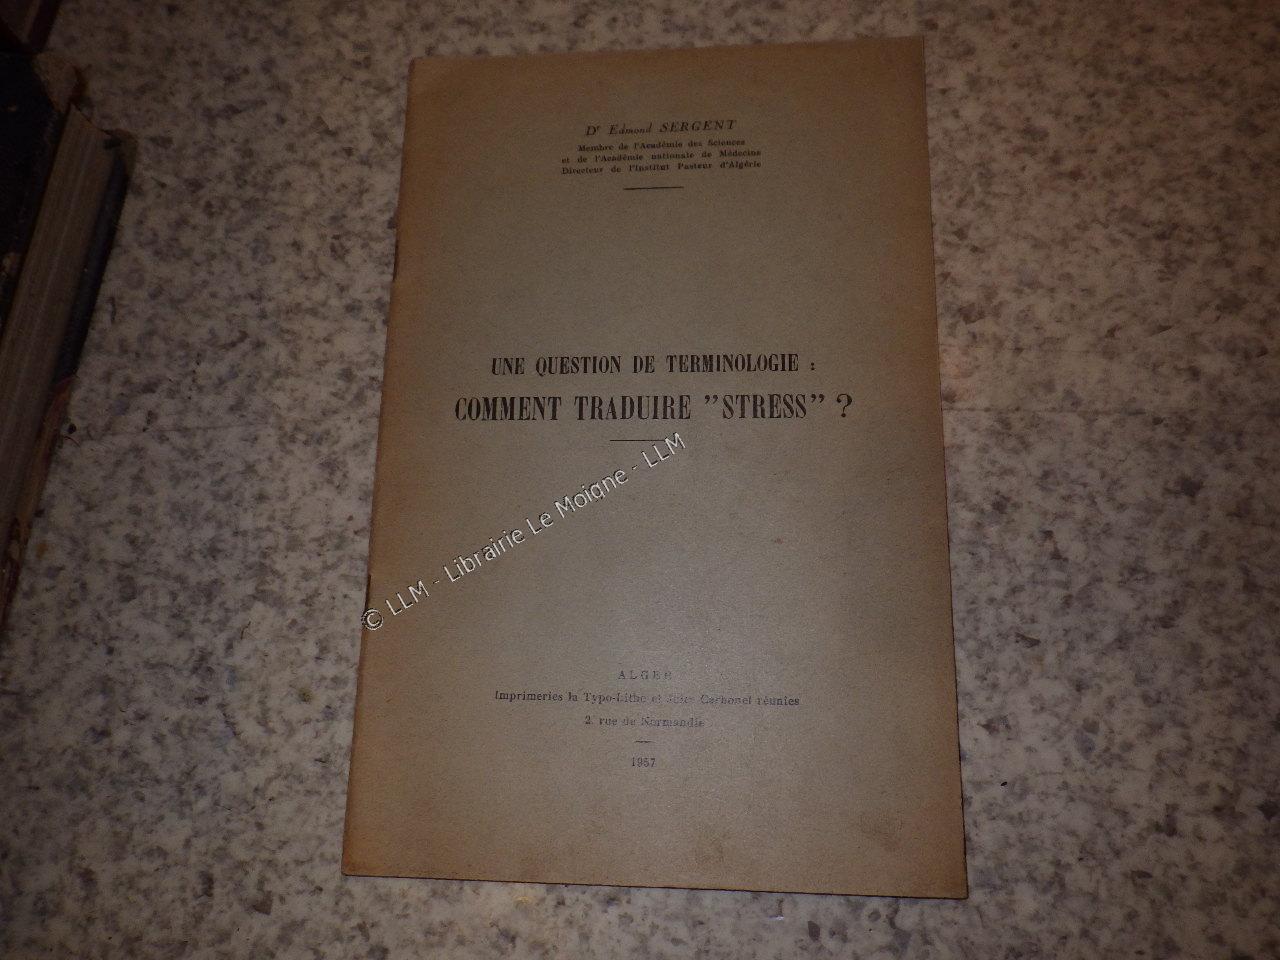 Dr Edmond SERGENT
Membre de l'Académie des Sciences
et de l'Académie nationale de Médecine
Directeur de l'Institut Pasteur d'Algérie
UNE QUESTION DE TERMINOLOGIE :
COMMENT TRADUIRE "STRESS" ?
© LLM - Librairie Le Moigne - LLM
ALGER
Imprimeries la Typo-Litho et Jules Carbonel réunies
2, rue de Normandie
1957